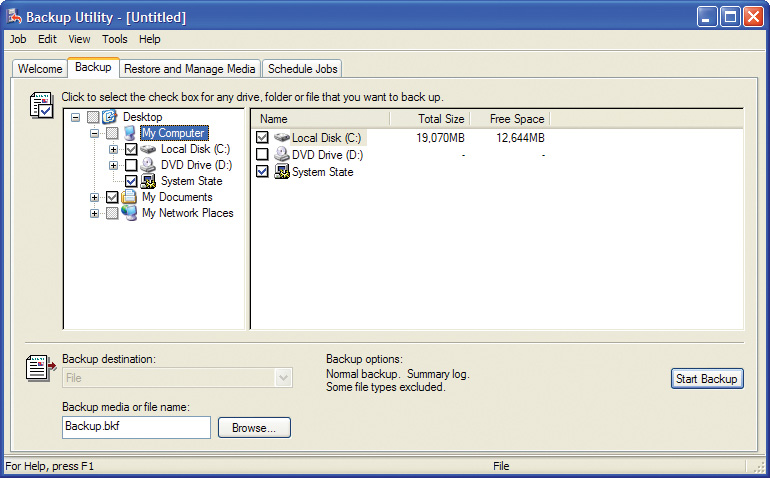 Backup Utility - [Untitled]
Job Edit View Tools Help
Welcome Backup Restore and Manage Media Schedule Jobs
Click to select the check box for any drive, folder or file that you want to back up.
Desktop
My Computer
Local Disk (C:)
DVD Drive (D:)
System State
My Documents
My Network Places
Name Total Size Free Space
Local Disk (C:) 19,070MB 12,644MB
DVD Drive (D:) - -
System State
Backup destination:
File
Backup media or file name:
Backup.bkf
Browse...
Backup options:
Normal backup. Summary log.
Some file types excluded.
Start Backup
For Help, press F1
File